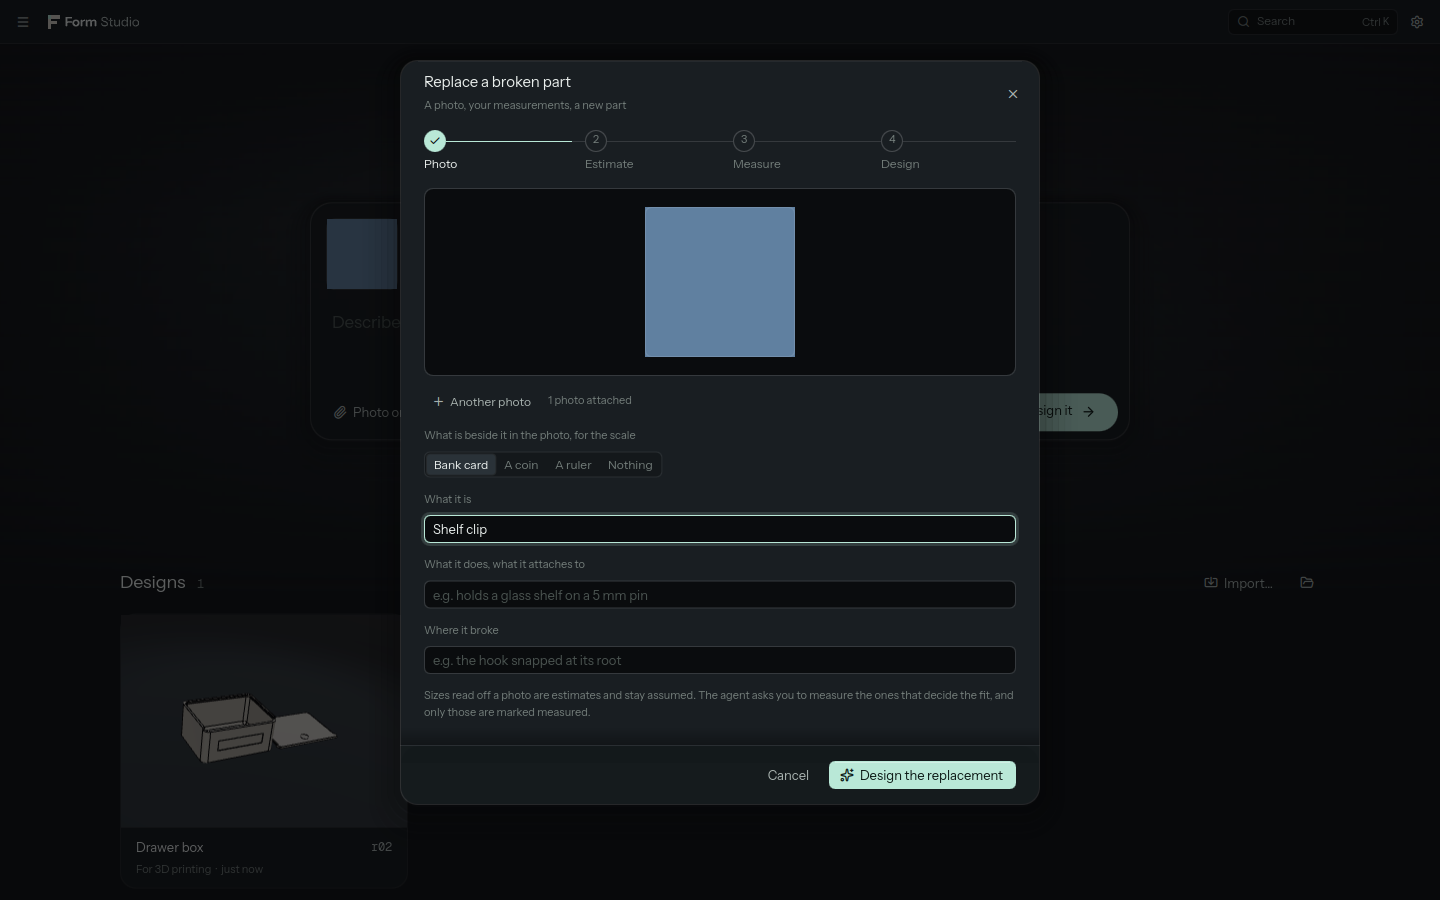 Form Studio
Search
Ctrl K
Replace a broken part
A photo, your measurements, a new part
2
3
4
Photo
Estimate
Measure
Design
Describe
Photo or
sign it
Another photo
1 photo attached
What is beside it in the photo, for the scale
Bank card
A coin
A ruler
Nothing
What it is
Shelf clip
What it does, what it attaches to
e.g. holds a glass shelf on a 5 mm pin
Where it broke
e.g. the hook snapped at its root
Sizes read off a photo are estimates and stay assumed. The agent asks you to measure the ones that decide the fit, and
only those are marked measured.
Cancel
Design the replacement
Designs 1
Import...
Drawer box
r02
For 3D printing · just now